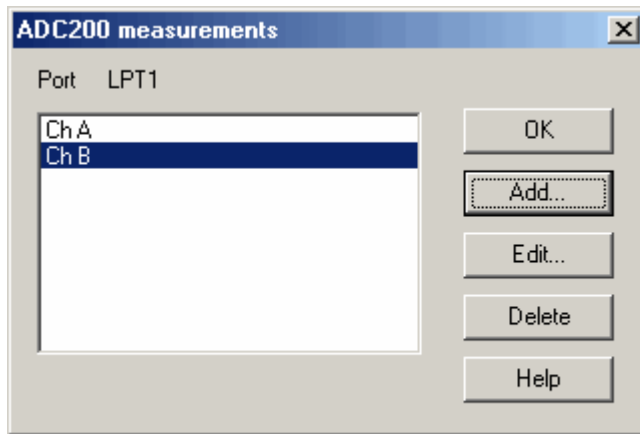 ADC200 measurements
Port LPT1
Ch A
Ch B
OK
Add...
Edit...
Delete
Help